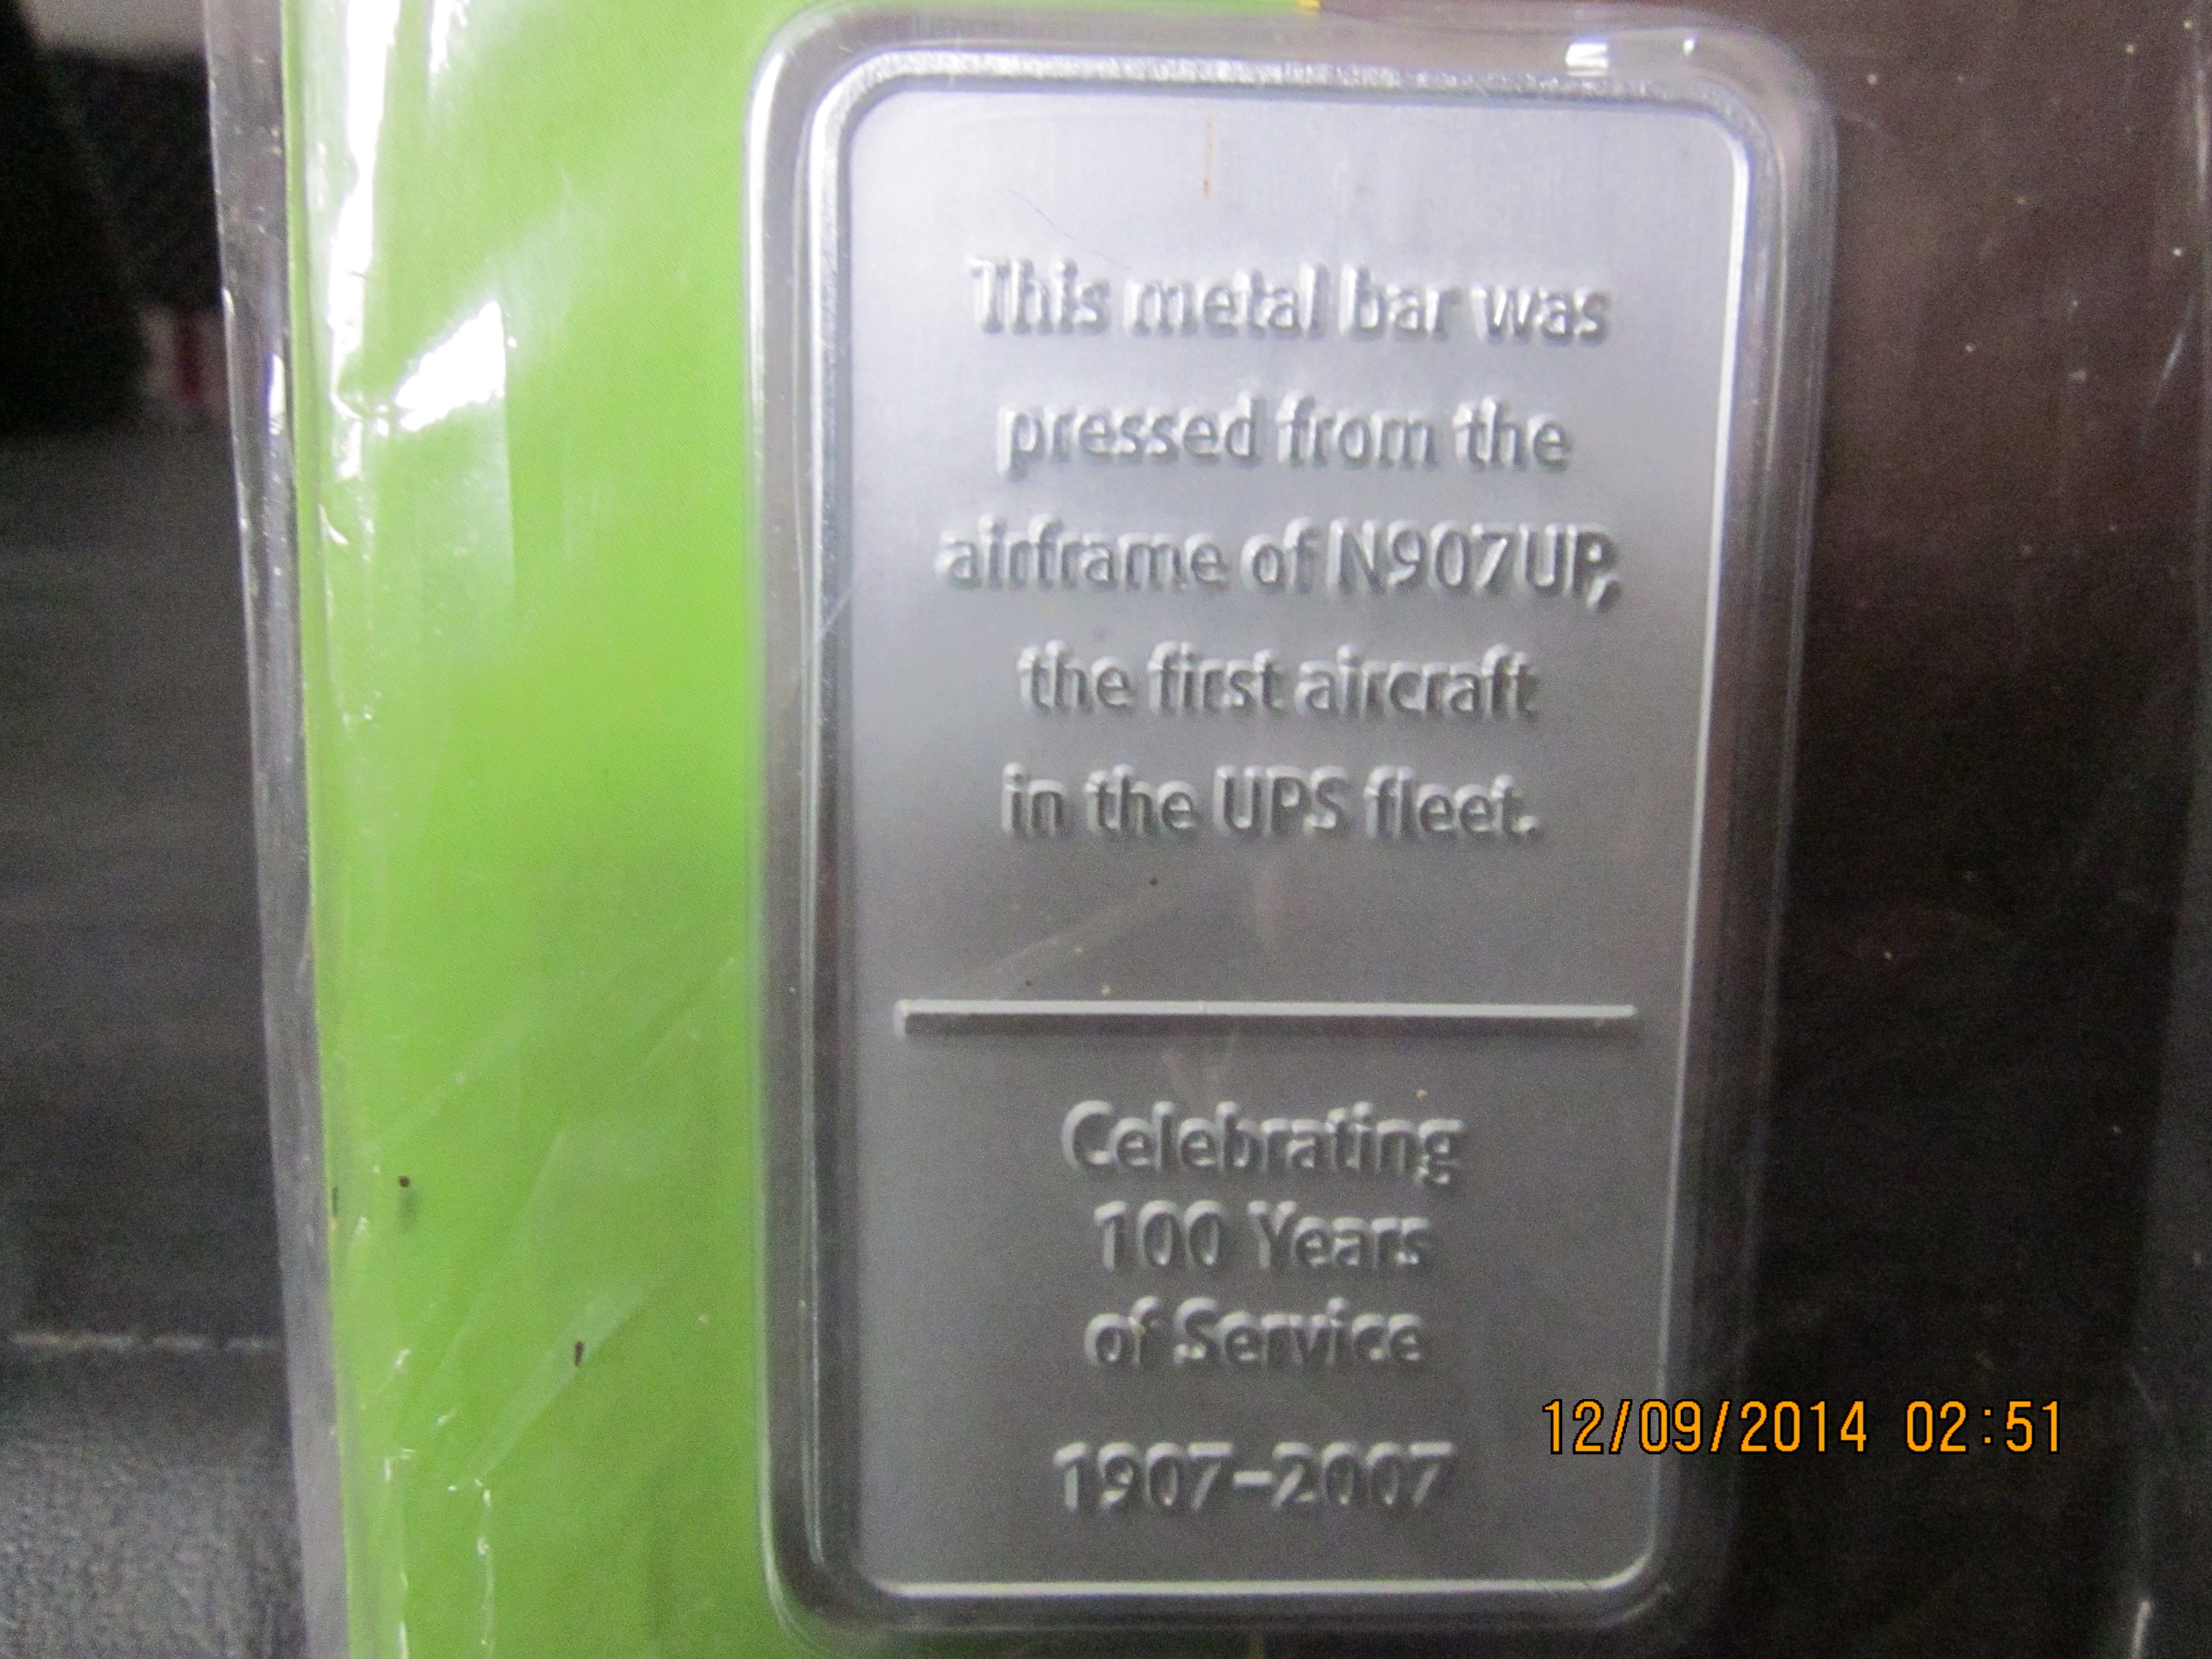 This metal bar was
pressed from the
airframe of N907UP,
the first aircraft
in the UPS fleet.
Celebrating
100 Years
of Service
1907-2007
12/09/2014 02:51